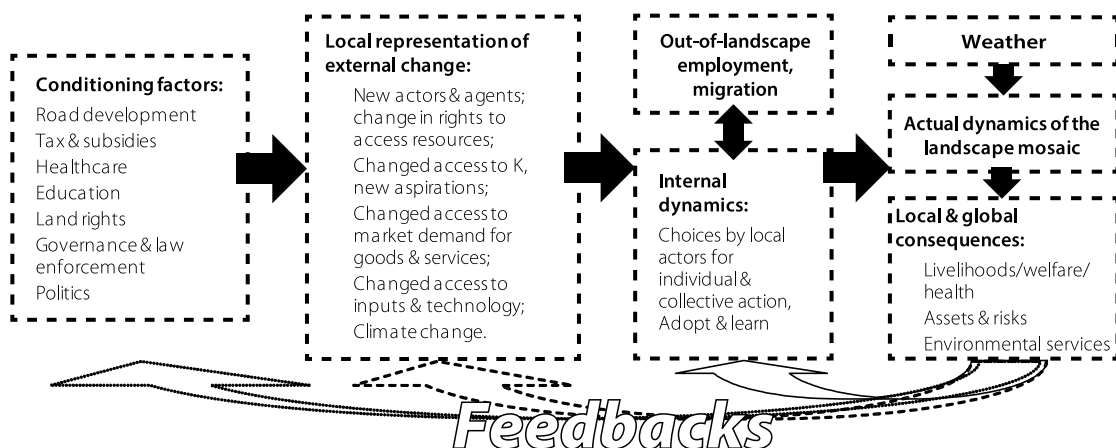 Conditioning factors:
Road development
Tax & subsidies
Healthcare
Education
Land rights
Governance & law
enforcement
Politics
Local representation of
external change:
New actors & agents;
change in rights to
access resources;
Changed access to K,
new aspirations;
Changed access to
market demand for
goods & services;
Changed access to
inputs & technology;
Climate change.
Out-of-landscape
employment,
migration
Internal
dynamics:
Choices by local
actors for
individual &
collective action,
Adopt & learn
Weather
Actual dynamics of the
landscape mosaic
Local & global
consequences:
Livelihoods/welfare/
health
Assets & risks
Environmental services
Feedbacks